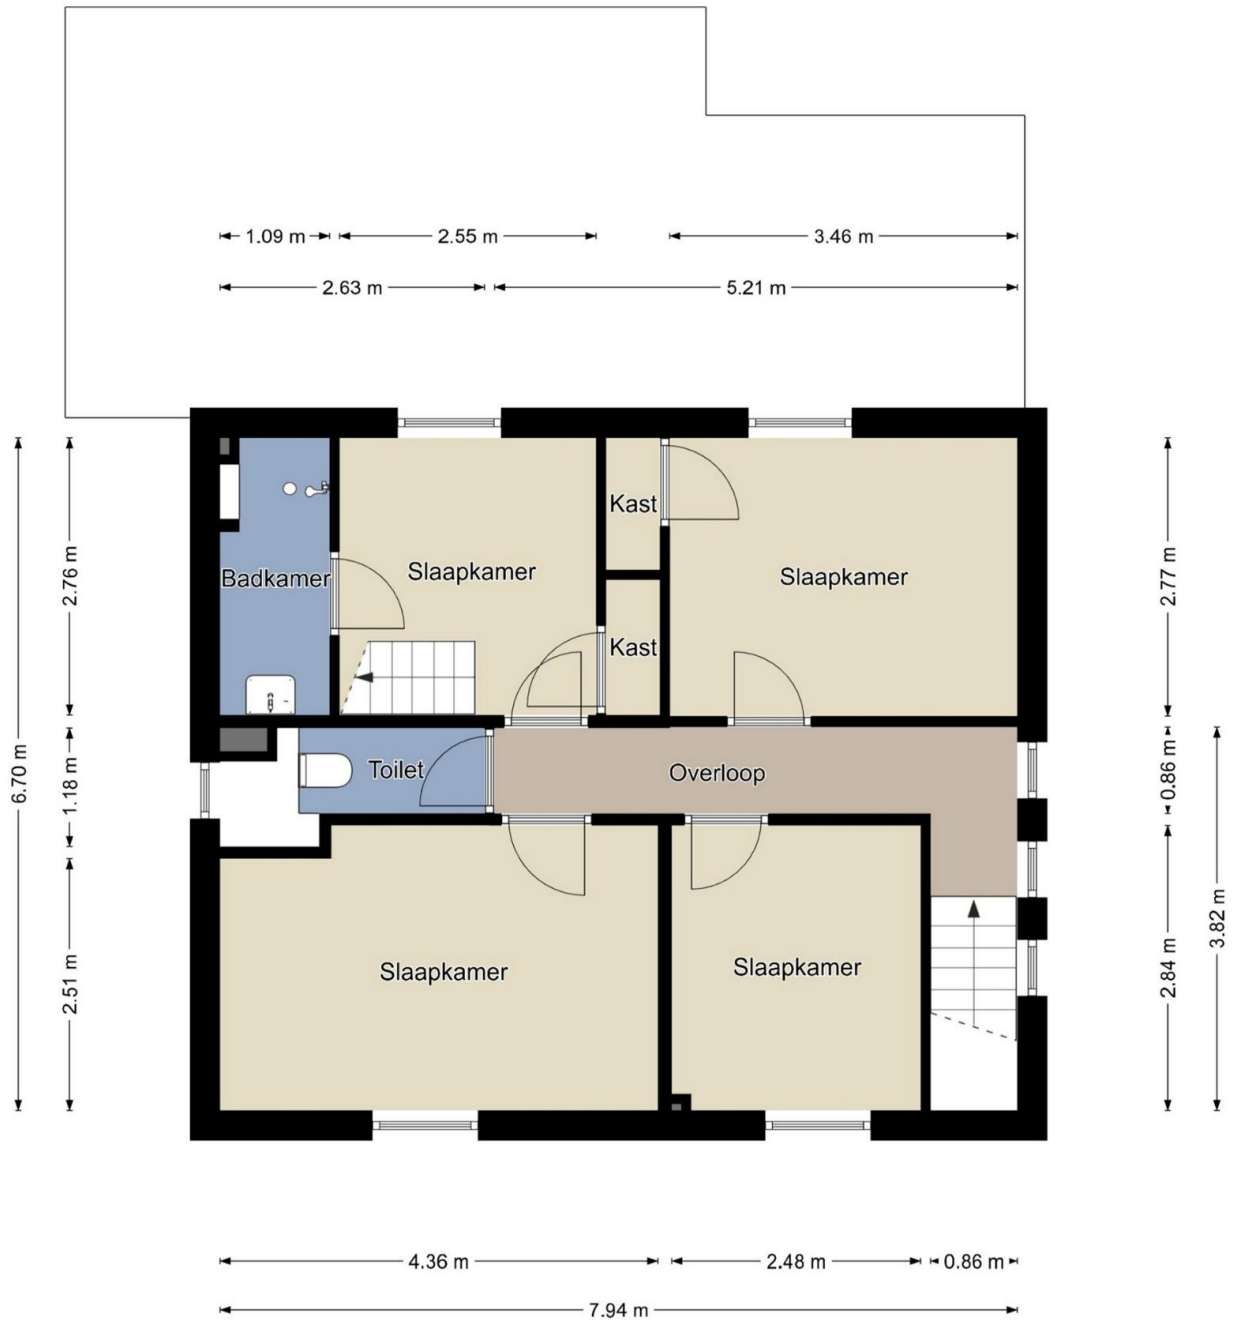 1.09 m
2.55 m
3.46 m
2.63 m
5.21 m
Kast
Slaapkamer
Badkamer
Slaapkamer
Kast
2.76 m
2.77 m
6.70 m
1.18 m
Toilet
Overloop
0.86 m
3.82 m
2.51 m
Slaapkamer
Slaapkamer
2.84 m
4.36 m
2.48 m
0.86 m
7.94 m